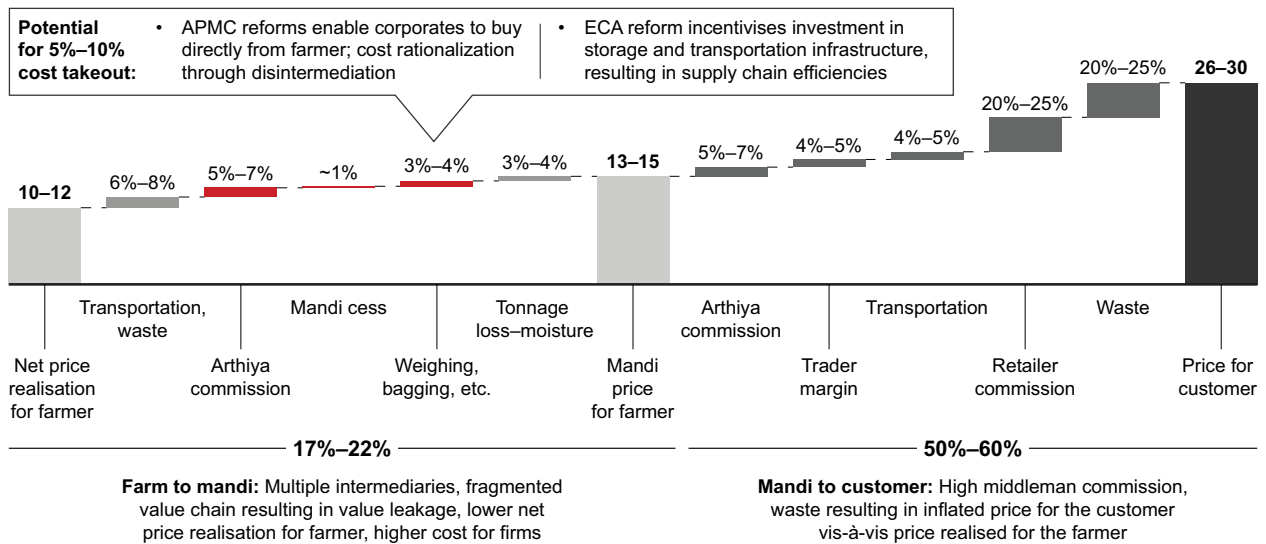 Potential
for 5%–10%
cost takeout:
• APMC reforms enable corporates to buy
directly from farmer; cost rationalization
through disintermediation
• ECA reform incentivises investment in
storage and transportation infrastructure,
resulting in supply chain efficiencies
10–12
6%–8%
5%–7%
~1%
3%–4%
3%–4%
13–15
5%–7%
4%–5%
4%–5%
20%–25%
20%–25%
26–30
Net price
realisation
for farmer
Transportation,
waste
Arthiya
commission
Mandi cess
Weighing,
bagging, etc.
Tonnage
loss–moisture
Mandi
price
for farmer
Arthiya
commission
Trader
margin
Transportation
Retailer
commission
Waste
Price for
customer
17%–22%
Farm to mandi: Multiple intermediaries, fragmented
value chain resulting in value leakage, lower net
price realisation for farmer, higher cost for firms
50%–60%
Mandi to customer: High middleman commission,
waste resulting in inflated price for the customer
vis-à-vis price realised for the farmer